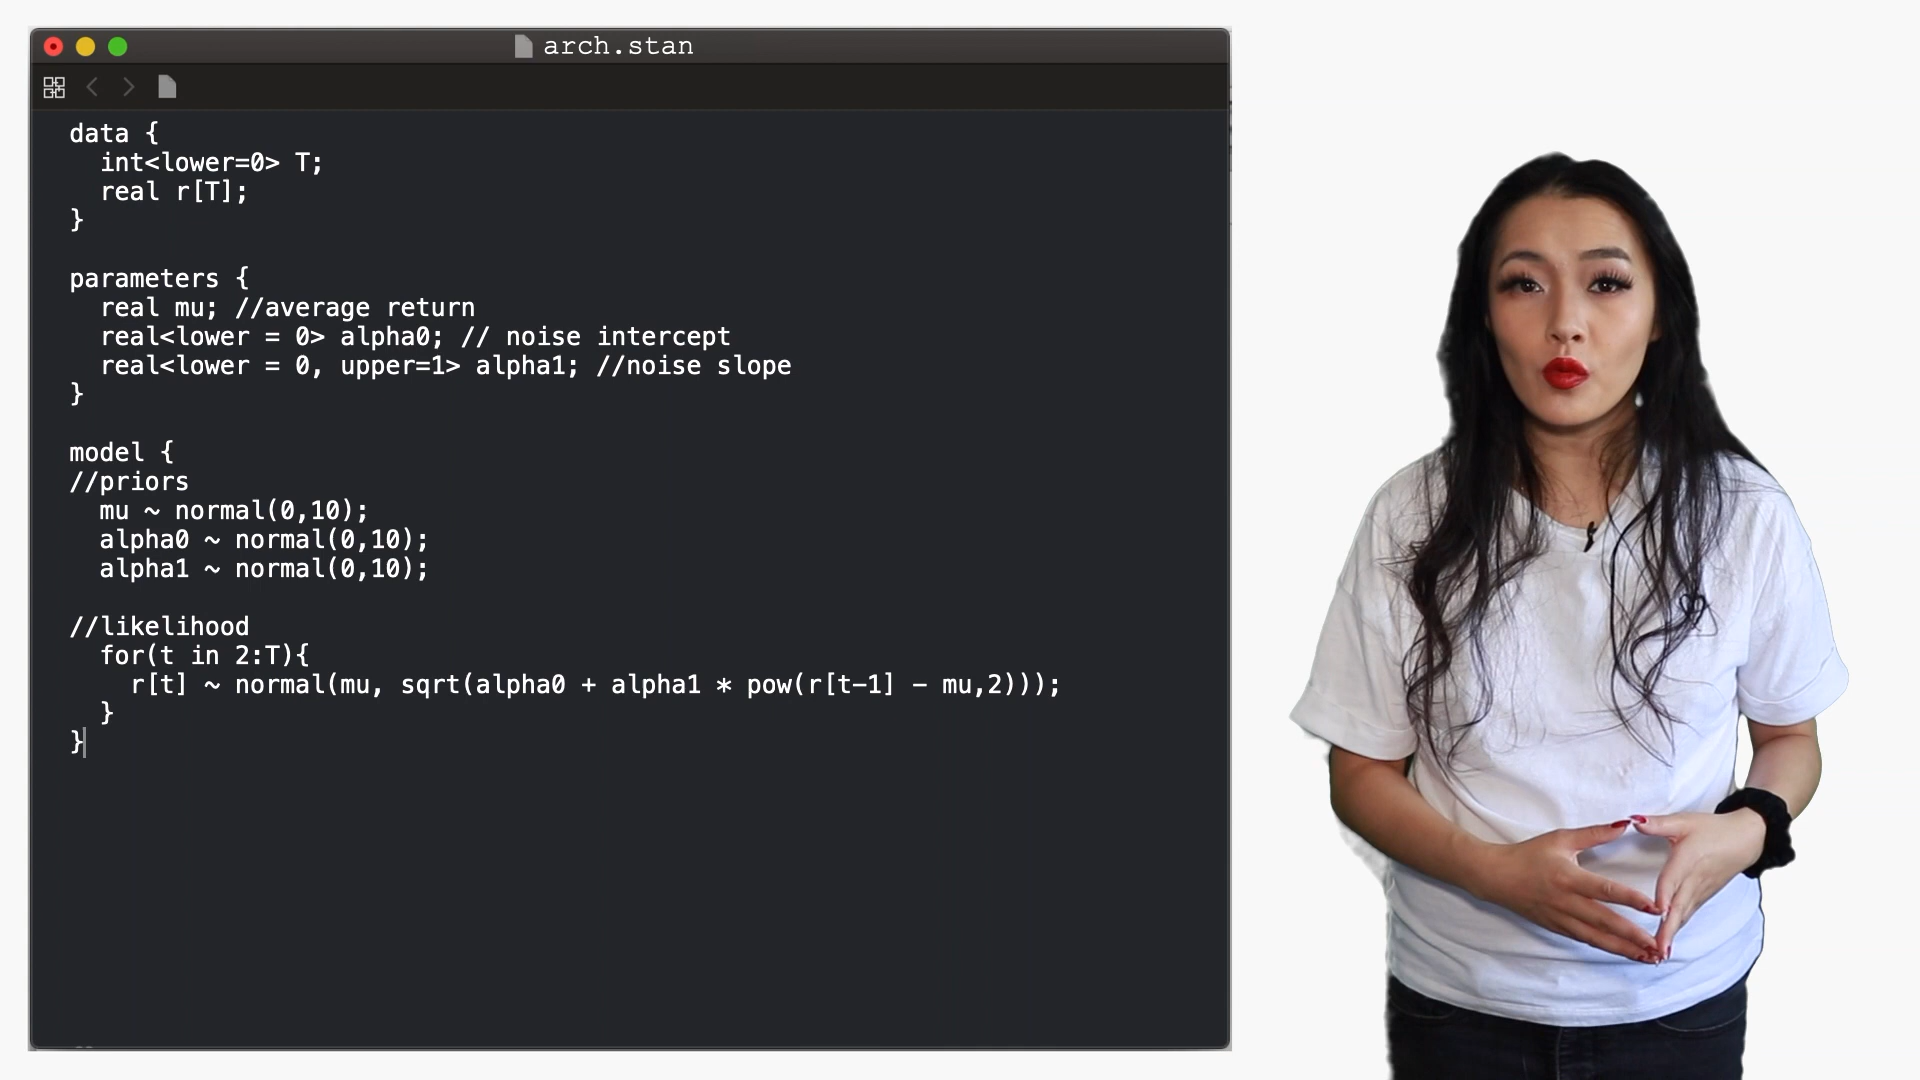 arch.stan
data {
  int<lower=0> T;
  real r[T];
}
parameters {
  real mu; //average return
  real<lower = 0> alpha0; // noise intercept
  real<lower = 0, upper=1> alpha1; //noise slope
}
model {
//priors
  mu ~ normal(0,10);
  alpha0 ~ normal(0,10);
  alpha1 ~ normal(0,10);
//likelihood
  for(t in 2:T){
    r[t] ~ normal(mu, sqrt(alpha0 + alpha1 * pow(r[t-1] - mu,2)));
  }
}